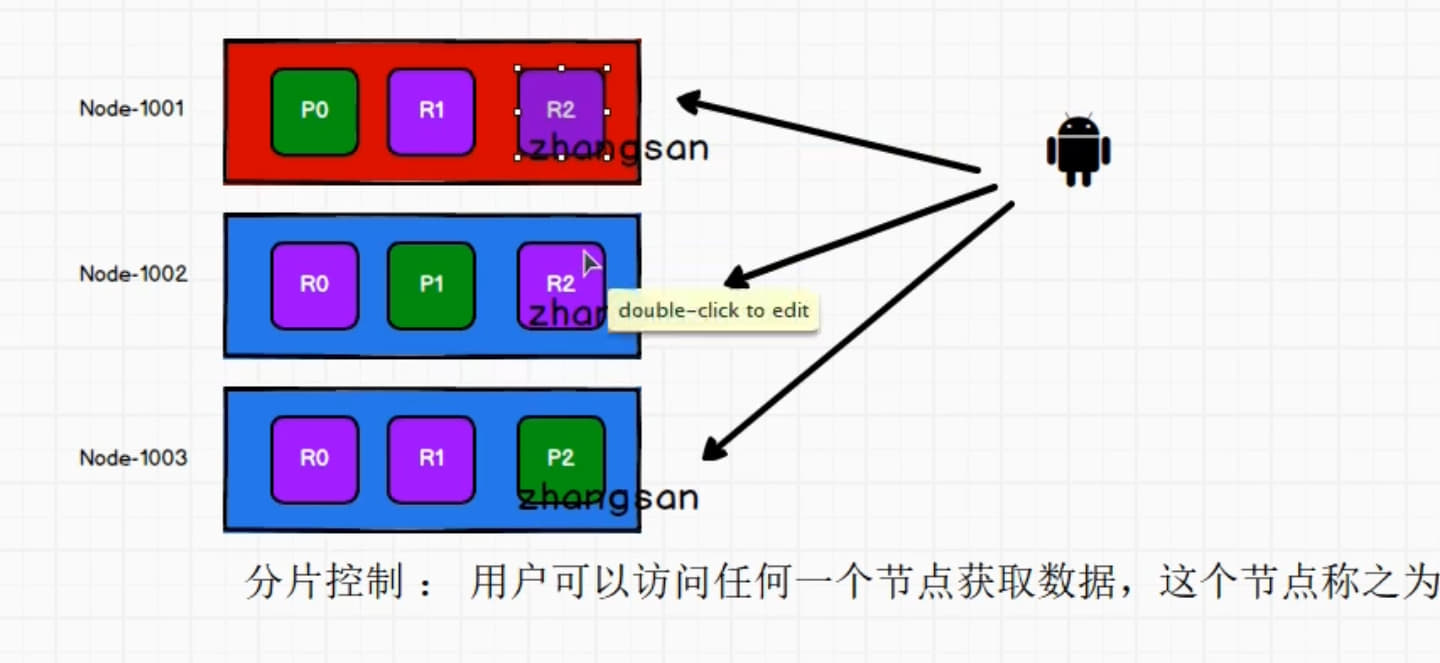 Node-1001
P0
R1
R2
zhangsan
Node-1002
R0
P1
R2
zhan
double-click to edit
Node-1003
R0
R1
P2
zhangsan
分片控制： 用户可以访问任何一个节点获取数据，这个节点称之为